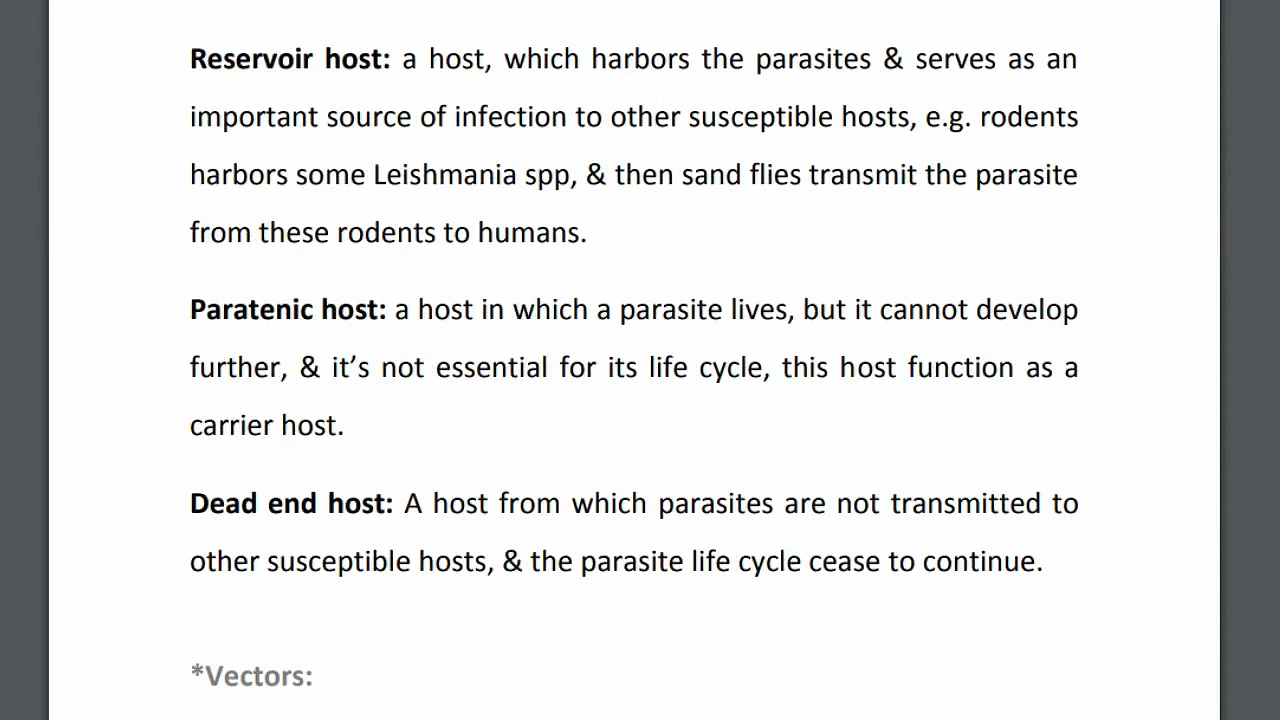 Reservoir host: a host, which harbors the parasites & serves as an
important source of infection to other susceptible hosts, e.g. rodents
harbors some Leishmania spp, & then sand flies transmit the parasite
from these rodents to humans.
Paratenic host: a host in which a parasite lives, but it cannot develop
further, & it’s not essential for its life cycle, this host function as a
carrier host.
Dead end host: A host from which parasites are not transmitted to
other susceptible hosts, & the parasite life cycle cease to continue.
*Vectors: